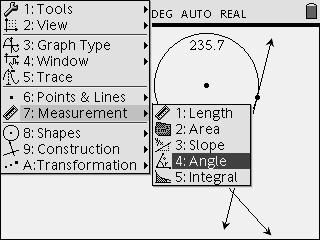 1: Tools
2: View
3: Graph Type
4: Window
5: Trace
6: Points & Lines
7: Measurement
8: Shapes
9: Construction
A: Transformation
DEG AUTO REAL
235.7
1: Length
2: Area
3: Slope
4: Angle
5: Integral